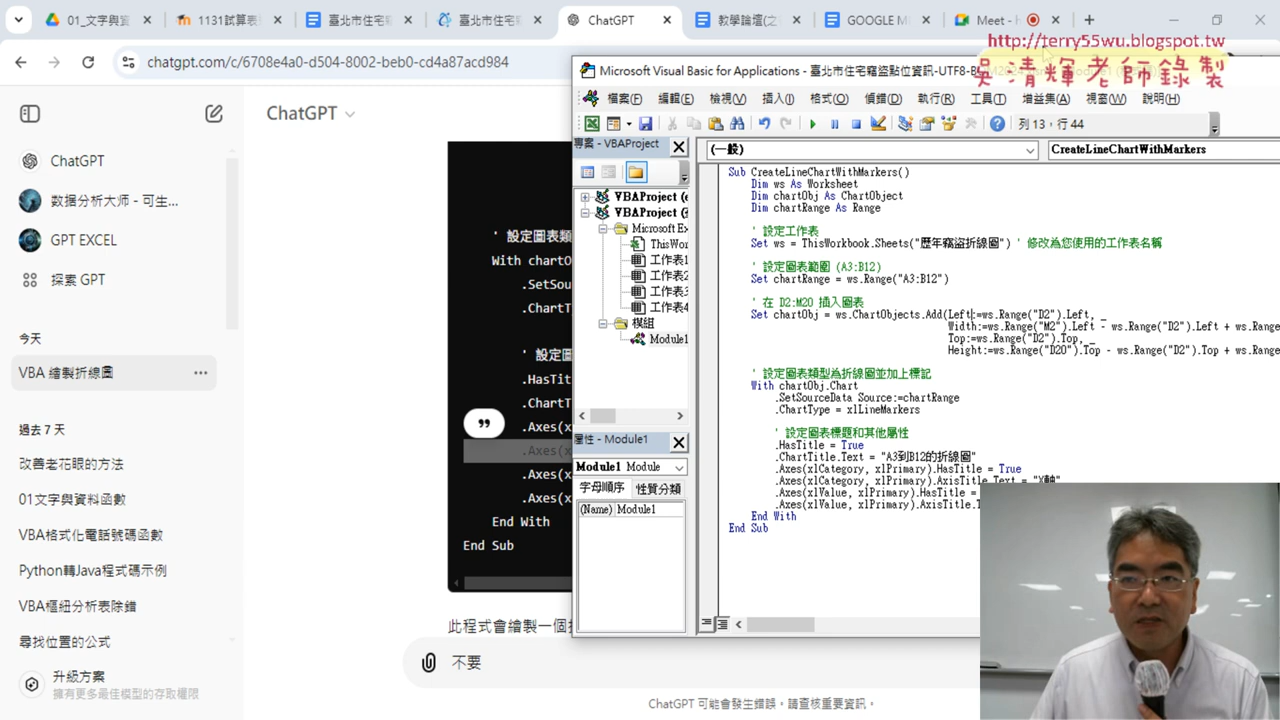 01_文字與資
1131試算表
臺北市住宅
臺北市住宅
ChatGPT
教學論壇(之
GOOGLE M
Meet -
http://terry55wu.blogspot.tw
吳清輝老師錄製
chatgpt.com/c/6708e4a0-d504-8002-beb0-cd4a87acd984
ChatGPT
ChatGPT
数据分析大师 - 可生...
GPT EXCEL
探索 GPT
今天
VBA 繪製折線圖
過去 7 天
改善老花眼的方法
01文字與資料函數
VBA格式化電話號碼函數
Python轉Java程式碼示例
VBA樞紐分析表除錯
尋找位置的公式
升級方案
擁有更多最佳模型的存取權限
' 設定圖表類
With chartO
.SetSou
.ChartT
' 設定圖
.HasTit
.ChartT
.Axes(x
.Axes(x
.Axes(x
.Axes(x
End With
End Sub
此程式會繪製一個
不要
ChatGPT 可能會發生錯誤。請查核重要資訊。
Microsoft Visual Basic for Applications - 臺北市住宅竊盜點位資訊-UTF8-B
檔案(F) 編輯(E) 檢視(V) 插入(I) 格式(O) 偵錯(D) 執行(R) 工具(T) 增益集(A) 視窗(W) 說明(H)
列 13，行 44
專案 - VBAProject
VBAProject (
VBAProject (
Microsoft Ex
ThisWor
工作表1
工作表2
工作表3
工作表4
模組
Module1
屬性 - Module1
Module1 Module
字母順序 性質分類
(Name) Module1
(一般) CreateLineChartWithMarkers
Sub CreateLineChartWithMarkers()
Dim ws As Worksheet
Dim chartObj As ChartObject
Dim chartRange As Range
' 設定工作表
Set ws = ThisWorkbook.Sheets("歷年竊盜折線圖") ' 修改為您使用的工作表名稱
' 設定圖表範圍 (A3:B12)
Set chartRange = ws.Range("A3:B12")
' 在 D2:M20 插入圖表
Set chartObj = ws.ChartObjects.Add(Left:=ws.Range("D2").Left, _
Width:=ws.Range("M2").Left - ws.Range("D2").Left + ws.Range
Top:=ws.Range("D2").Top, _
Height:=ws.Range("D20").Top - ws.Range("D2").Top + ws.Range
' 設定圖表類型為折線圖並加上標記
With chartObj.Chart
.SetSourceData Source:=chartRange
.ChartType = xlLineMarkers
' 設定圖表標題和其他屬性
.HasTitle = True
.ChartTitle.Text = "A3到B12的折線圖"
.Axes(xlCategory, xlPrimary).HasTitle = True
.Axes(xlCategory, xlPrimary).AxisTitle.Text = "X軸"
.Axes(xlValue, xlPrimary).HasTitle =
.Axes(xlValue, xlPrimary).AxisTitle.T
End With
End Sub